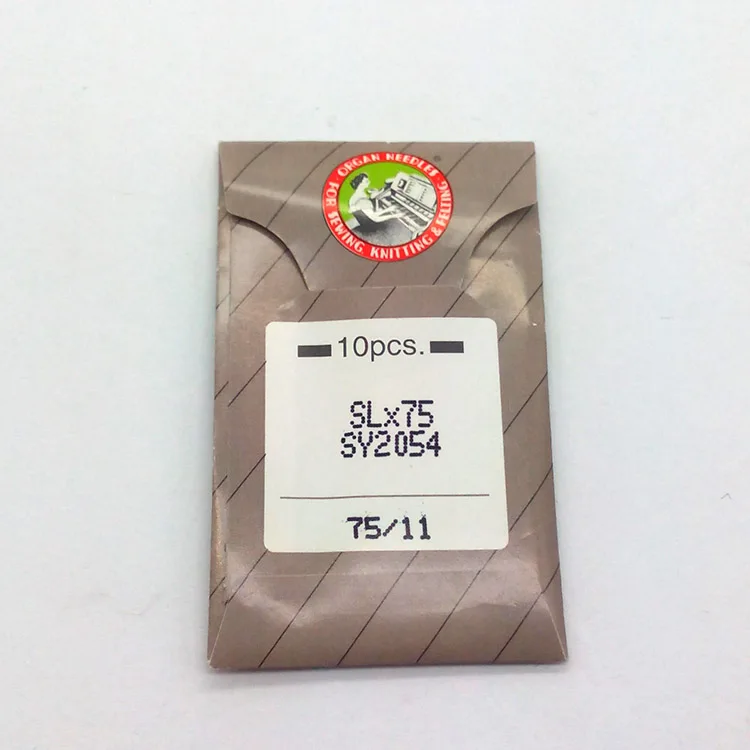 ORGAN NEEDLES
FOR SEWING KNITTING & FELTING
10pcs.
SLx75
SY2054
75/11